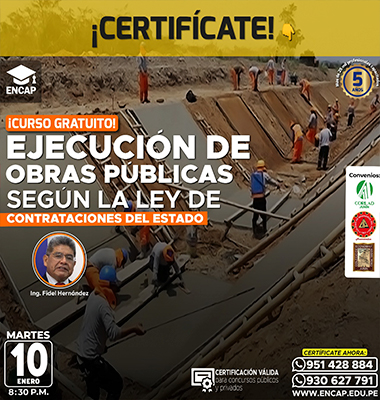 ¡CERTIFÍCATE!
ENCAP
5
AÑOS
¡CURSO GRATUITO!
EJECUCIÓN DE
OBRAS PÚBLICAS
SEGÚN LA LEY DE
CONTRATACIONES DEL ESTADO
Convenios:
Ing. Fidel Hernández
MARTES
10
ENERO
8:30 P.M.
CERTIFICACIÓN VÁLIDA
para concursos públicos
y privados
CERTIFÍCATE AHORA:
951 428 884
930 627 791
WWW.ENCAP.EDU.PE